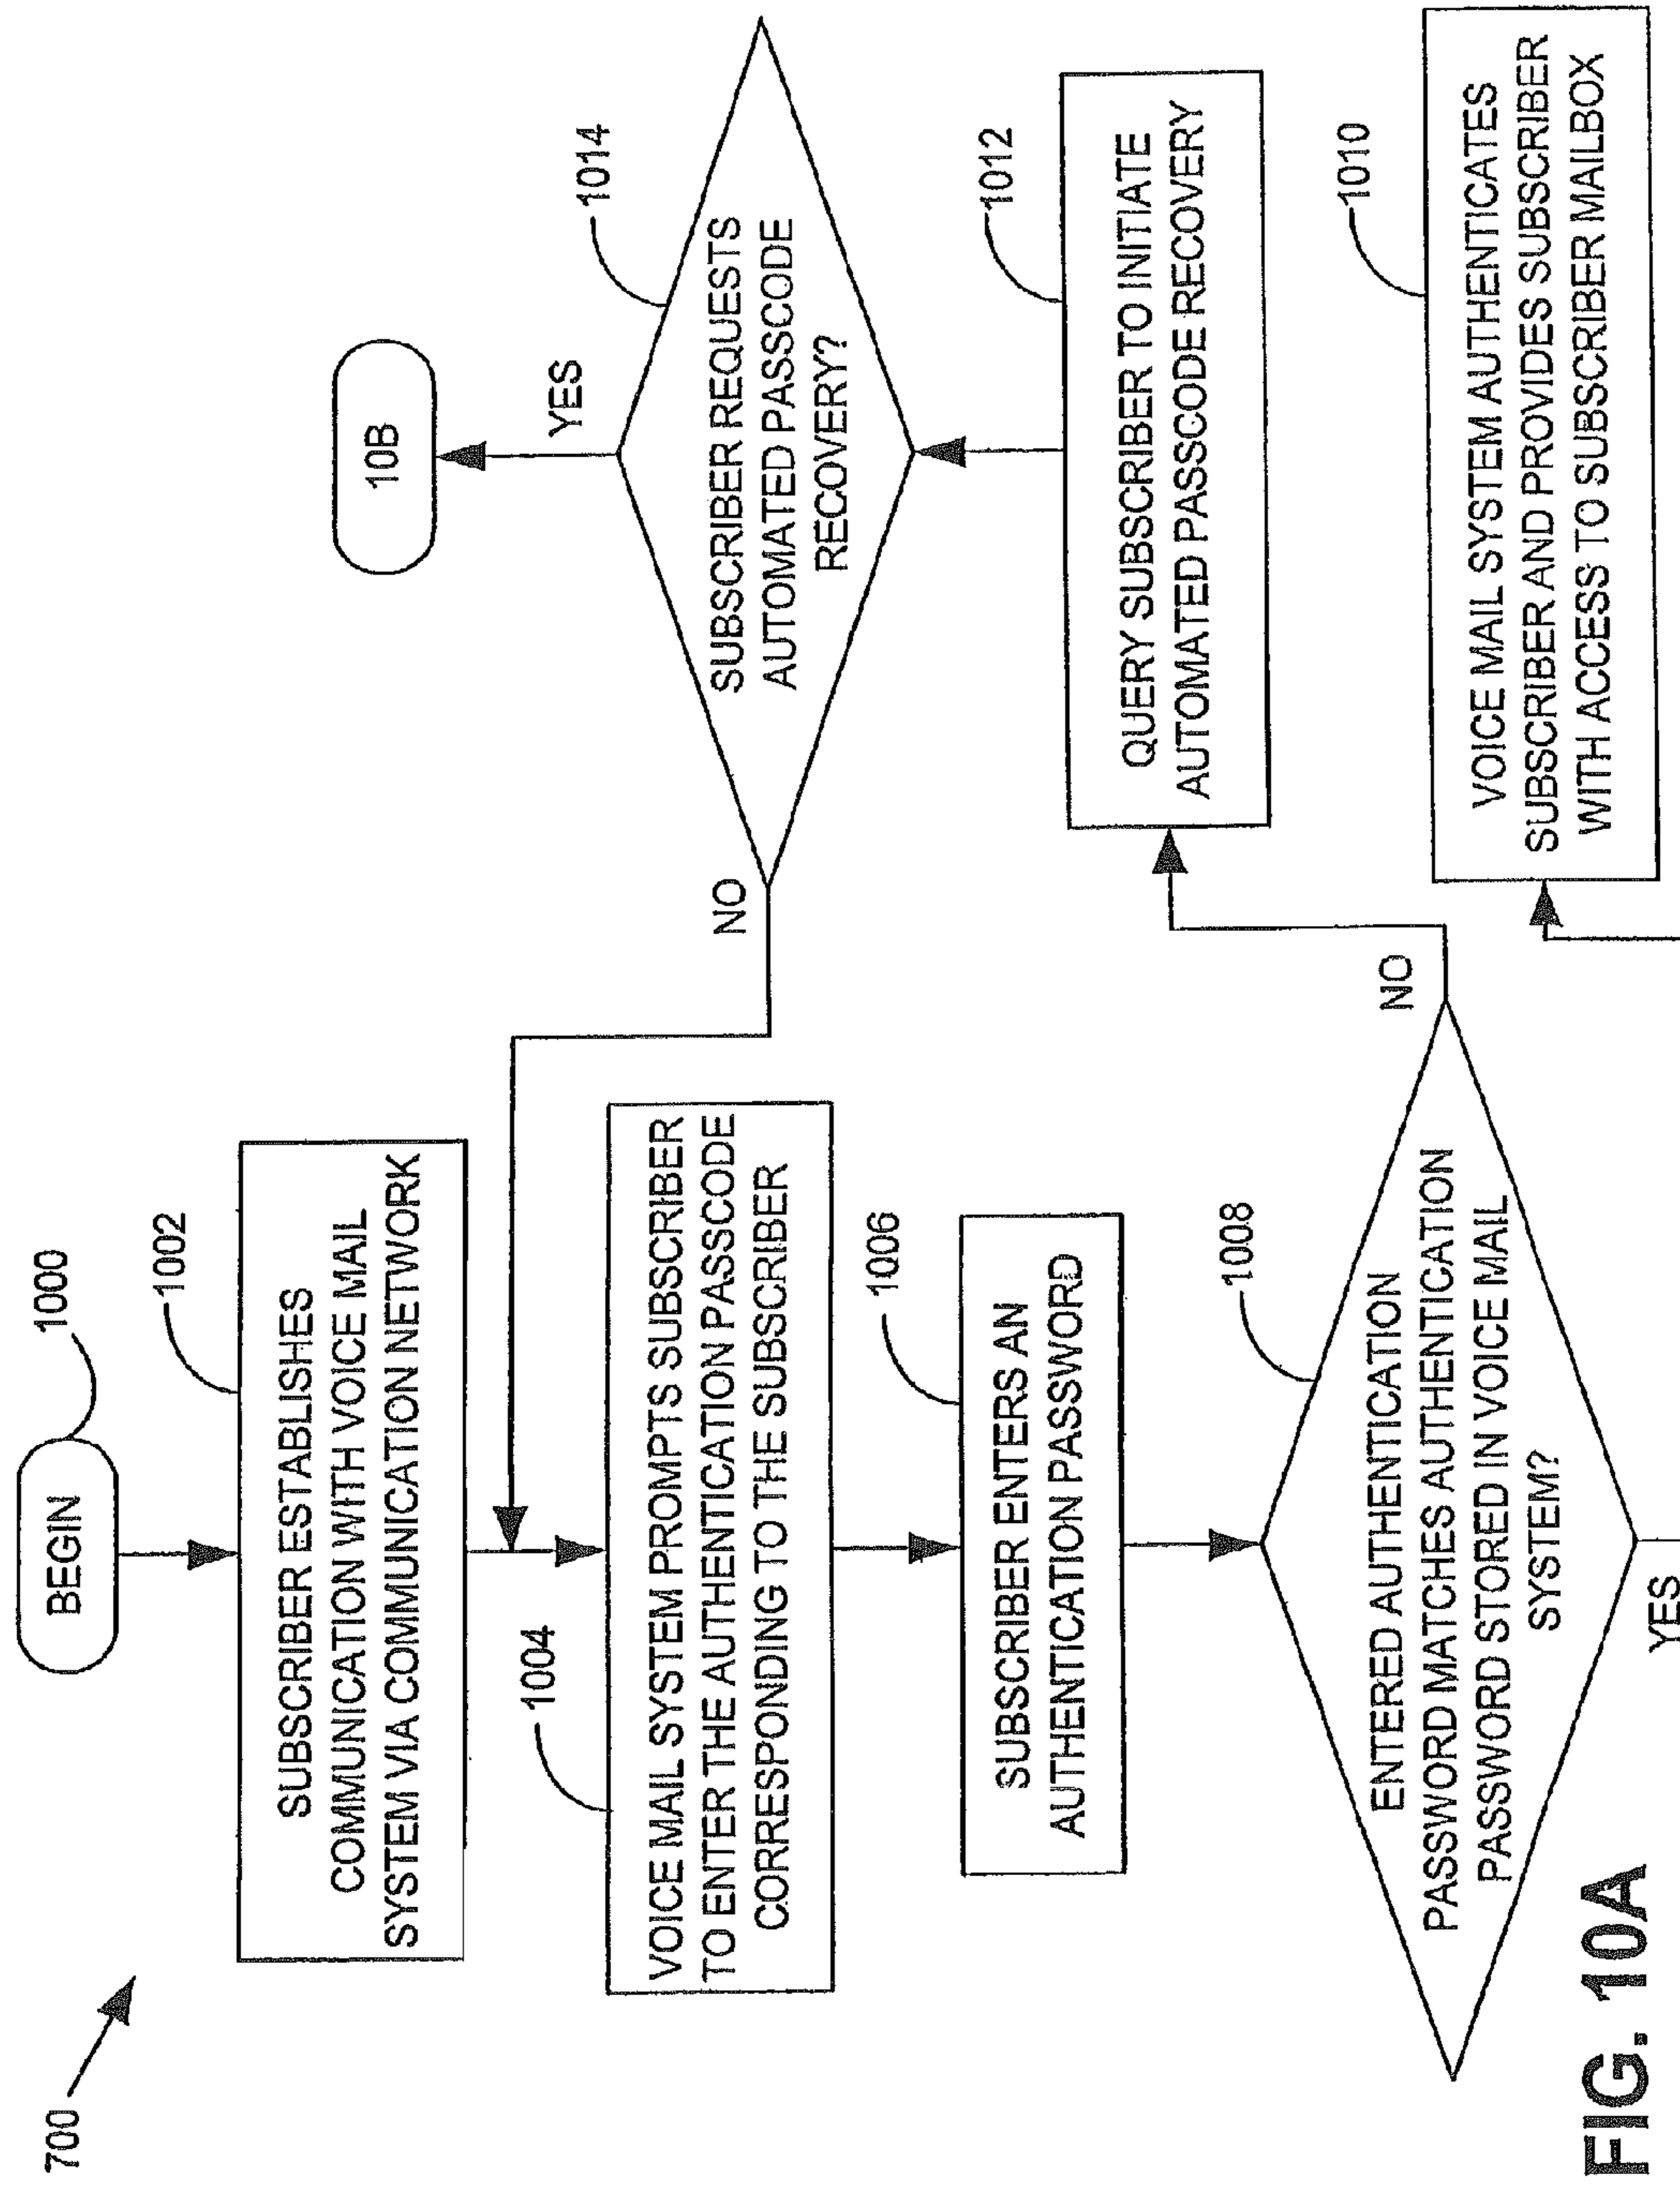 700
BEGIN
1000
1002
SUBSCRIBER ESTABLISHES
COMMUNICATION WITH VOICE MAIL
SYSTEM VIA COMMUNICATION NETWORK
1004
VOICE MAIL SYSTEM PROMPTS SUBSCRIBER
TO ENTER THE AUTHENTICATION PASSCODE
CORRESPONDING TO THE SUBSCRIBER
1006
SUBSCRIBER ENTERS AN
AUTHENTICATION PASSWORD
1008
ENTERED AUTHENTICATION
PASSWORD MATCHES AUTHENTICATION
PASSWORD STORED IN VOICE MAIL
SYSTEM?
YES
NO
10B
YES
1014
SUBSCRIBER REQUESTS
AUTOMATED PASSCODE
RECOVERY?
NO
1012
QUERY SUBSCRIBER TO INITIATE
AUTOMATED PASSCODE RECOVERY
1010
VOICE MAIL SYSTEM AUTHENTICATES
SUBSCRIBER AND PROVIDES SUBSCRIBER
WITH ACCESS TO SUBSCRIBER MAILBOX
FIG. 10A